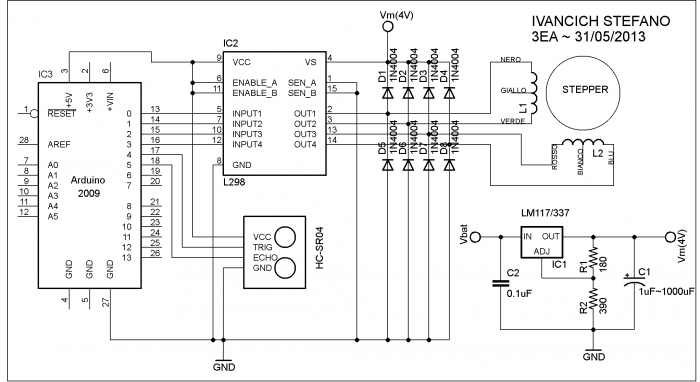 Vm(4V)
IVANCICH STEFANO
3EA ~ 31/05/2013
IC3
3
2
6
+5V
+3V3
+VIN
1
RESET
28
AREF
7
A0
8
A1
9
A2
10
A3
11
A4
12
A5
Arduino
2009
0
13
1
14
2
15
3
16
4
17
5
18
6
19
7
20
8
21
9
22
10
23
11
24
12
25
13
26
GND
GND
GND
4
5
27
IC2
9
VCC
VS
4
6
ENABLE_A
SEN_A
1
11
ENABLE_B
SEN_B
15
5
INPUT1
OUT1
2
7
INPUT2
OUT2
3
10
INPUT3
OUT3
13
12
INPUT4
OUT4
14
8
GND
L298
D1
1N4004
D2
1N4004
D3
1N4004
D4
1N4004
D5
1N4004
D6
1N4004
D7
1N4004
D8
1N4004
NERO
GIALLO
L1
VERDE
STEPPER
ROSSO
BIANCO
L2
BLU
VCC
TRIG
ECHO
GND
HC-SR04
GND
LM117/337
Vbat
IN
OUT
ADJ
IC1
Vm(4V)
R1
180
R2
390
C2
0.1uF
C1
+
1uF~1000uF
GND